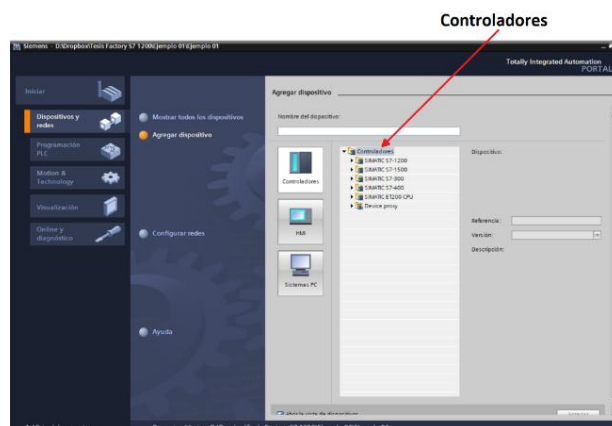 Controladores
Siemens - D:\Dropbox\Tesis Factory S7 1200\Ejemplo 01\Ejemplo 01
Totally Integrated Automation
PORTAL
Iniciar
Dispositivos y
redes
Programación
PLC
Motion &
Technology
Visualización
Online y
diagnóstico
Mostrar todos los dispositivos
Agregar dispositivo
Configurar redes
Ayuda
Agregar dispositivo
Nombre del dispositivo:
Controladores
HMI
Sistemas PC
Controladores
SIMATIC S7-1200
SIMATIC S7-1500
SIMATIC S7-300
SIMATIC S7-400
SIMATIC ET200 CPU
Device proxy
Dispositivo:
Referencia:
Versión:
Descripción: